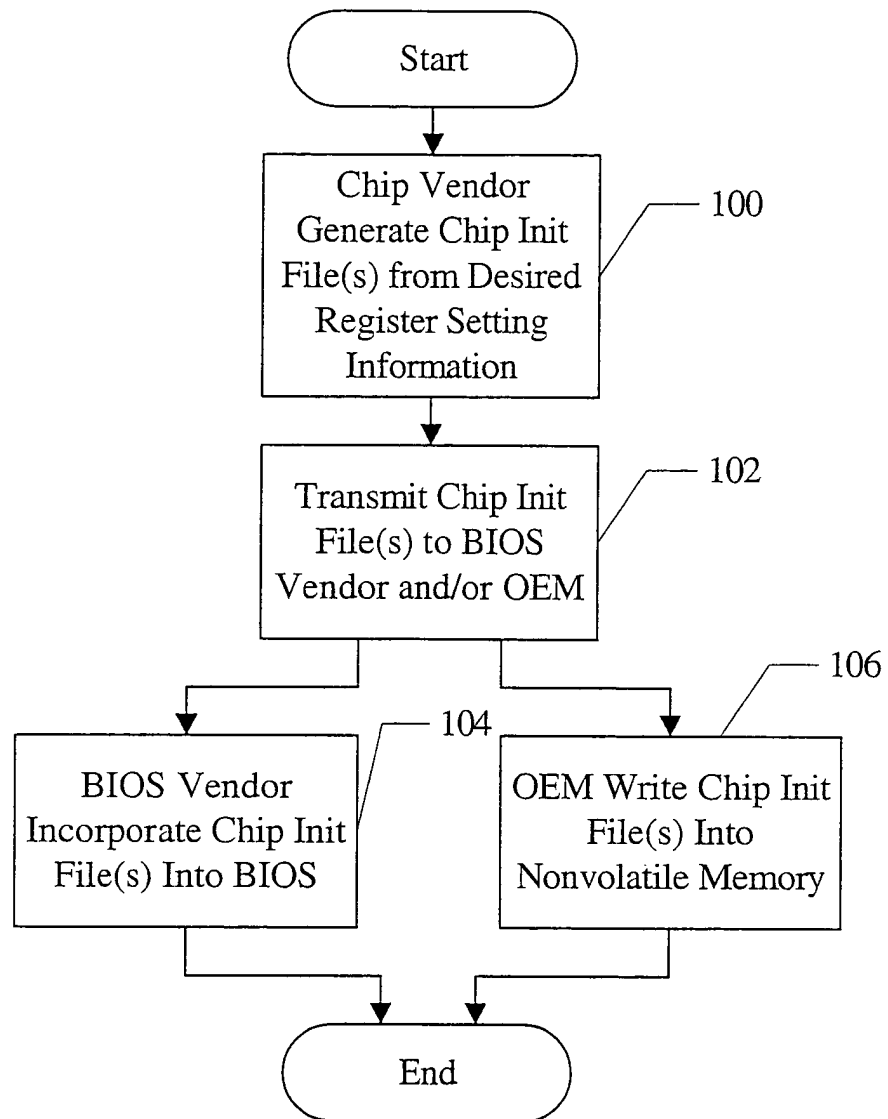 Start
Chip Vendor
Generate Chip Init
File(s) from Desired
Register Setting
Information
100
Transmit Chip Init
File(s) to BIOS
Vendor and/or OEM
102
BIOS Vendor
Incorporate Chip Init
File(s) Into BIOS
104
OEM Write Chip Init
File(s) Into
Nonvolatile Memory
106
End